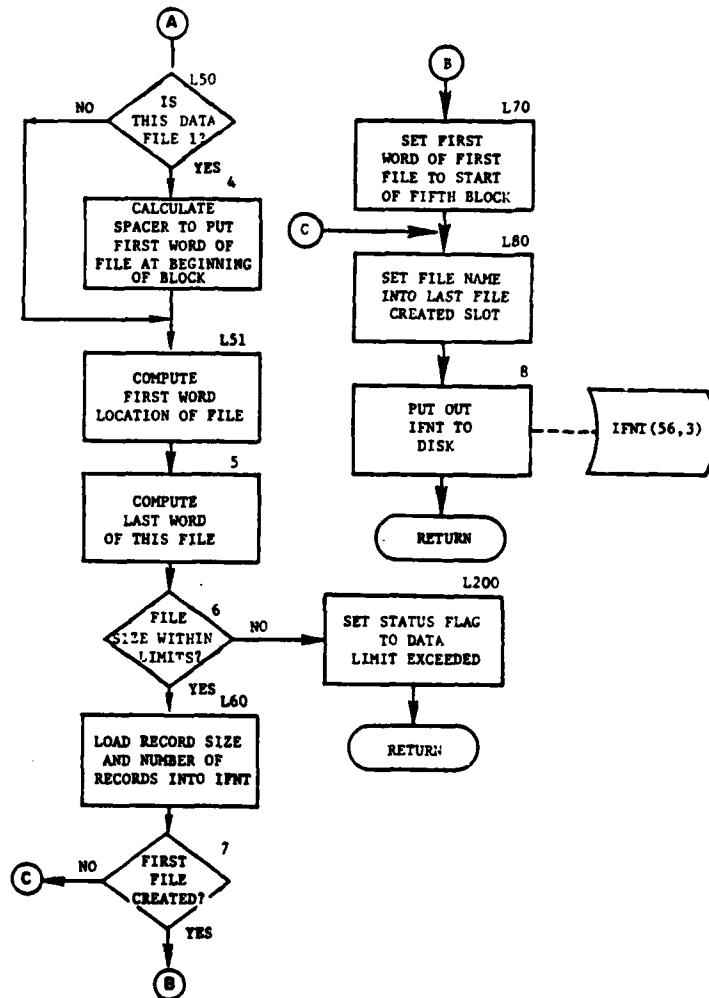 A
L50
NO
IS
THIS DATA
FILE 1?
YES
4
CALCULATE
SPACER TO PUT
FIRST WORD OF
FILE AT BEGINNING
OF BLOCK
L51
COMPUTE
FIRST WORD
LOCATION OF FILE
5
COMPUTE
LAST WORD
OF THIS FILE
6
FILE
SIZE WITHIN
LIMITS?
NO
YES
L60
LOAD RECORD SIZE
AND NUMBER OF
RECORDS INTO IFNT
7
FIRST
FILE
CREATED?
NO
C
YES
B
B
L70
SET FIRST
WORD OF FIRST
FILE TO START
OF FIFTH BLOCK
C
L80
SET FILE NAME
INTO LAST FILE
CREATED SLOT
8
PUT OUT
IFNT TO
DISK
IFNT(56,3)
RETURN
L200
SET STATUS FLAG
TO DATA
LIMIT EXCEEDED
RETURN